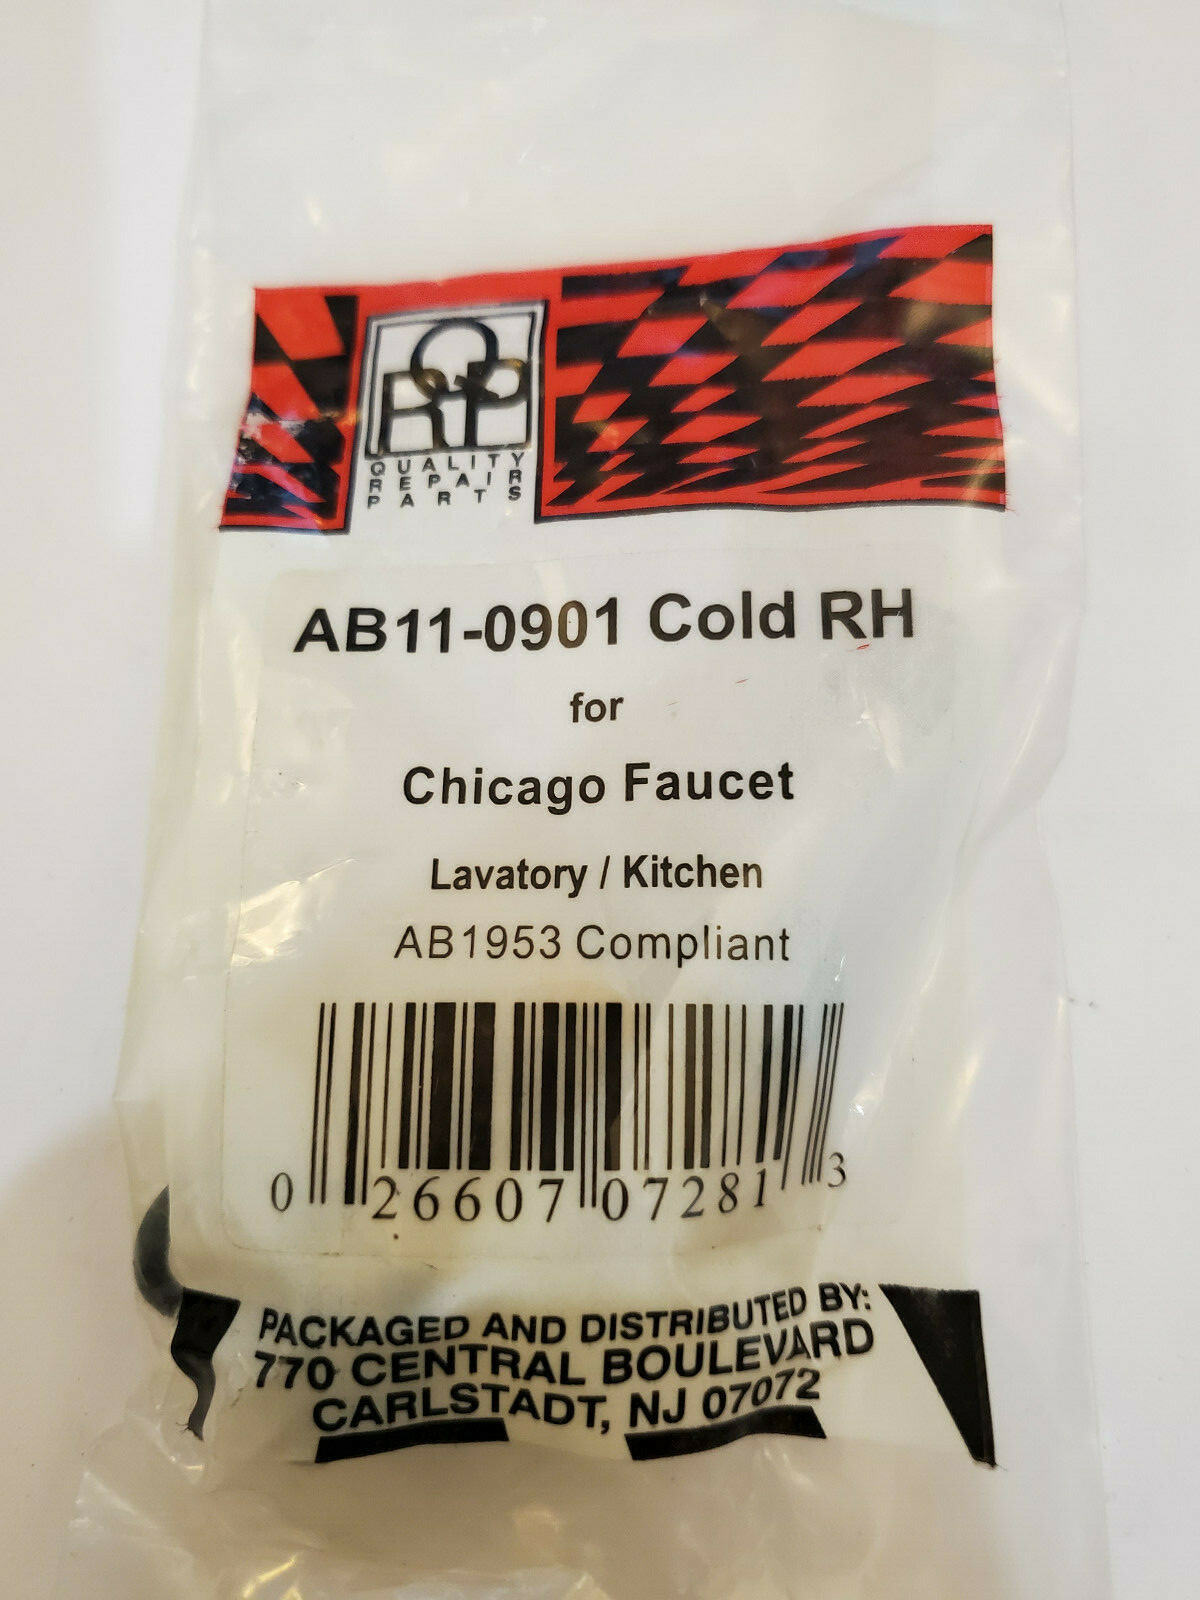 QRP
QUALITY
REPAIR
PARTS
AB11-0901 Cold RH
for
Chicago Faucet
Lavatory / Kitchen
AB1953 Compliant
0 26607 07281 3
PACKAGED AND DISTRIBUTED BY:
770 CENTRAL BOULEVARD
CARLSTADT, NJ 07072